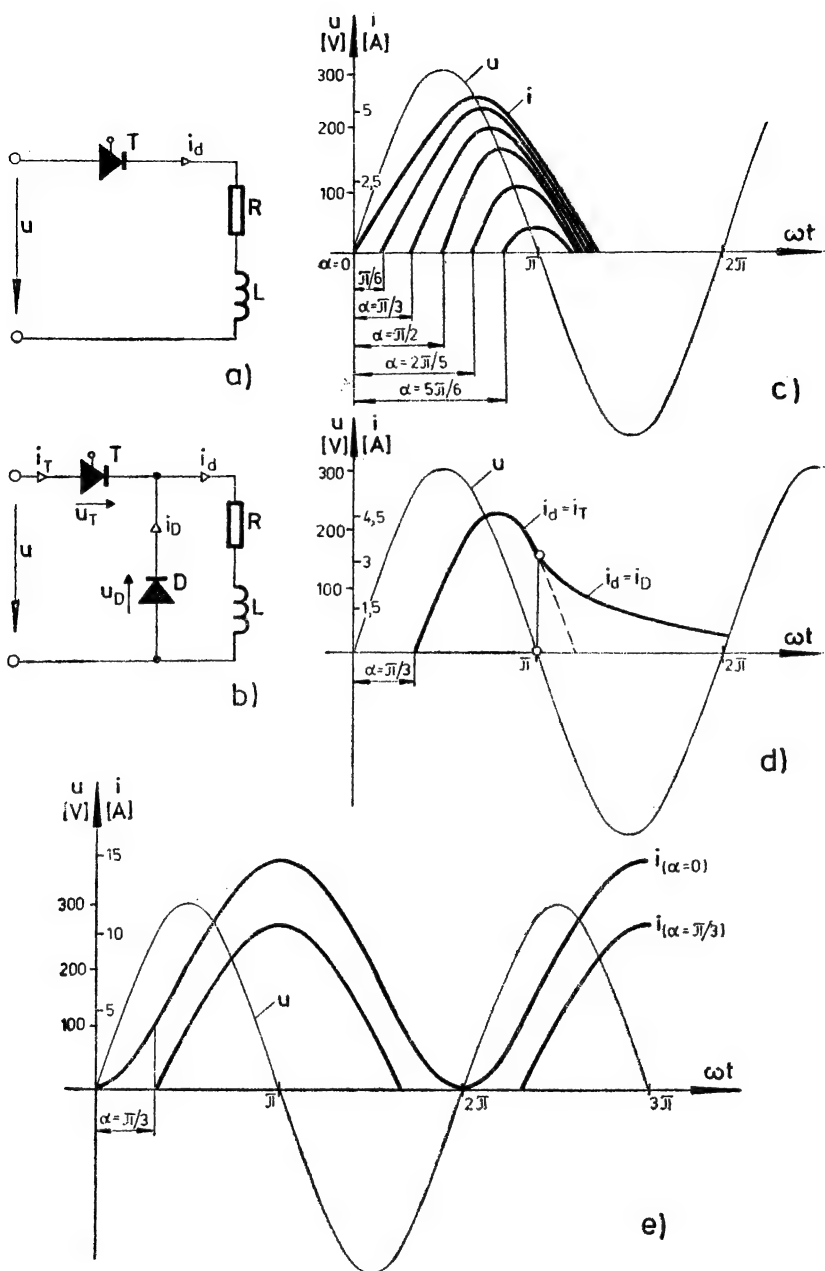 T
i_d
R
u
L
a)
u i
[V] [A]
300
200
100
5
2,5
u
i
α=0
π/6
α=π/3
α=π/2
α=2π/5
α=5π/6
π
2π
ωt
c)
i_T T i_d
u_T
i_D
R
u
u_D D
L
b)
u i
[V] [A]
300
200
100
4,5
3
1,5
u
i_d=i_T
i_d=i_D
α=π/3
π
2π
ωt
d)
u i
[V] [A]
300
200
100
15
10
5
i(α=0)
i(α=π/3)
u
ωt
α=π/3
π
2π
3π
e)